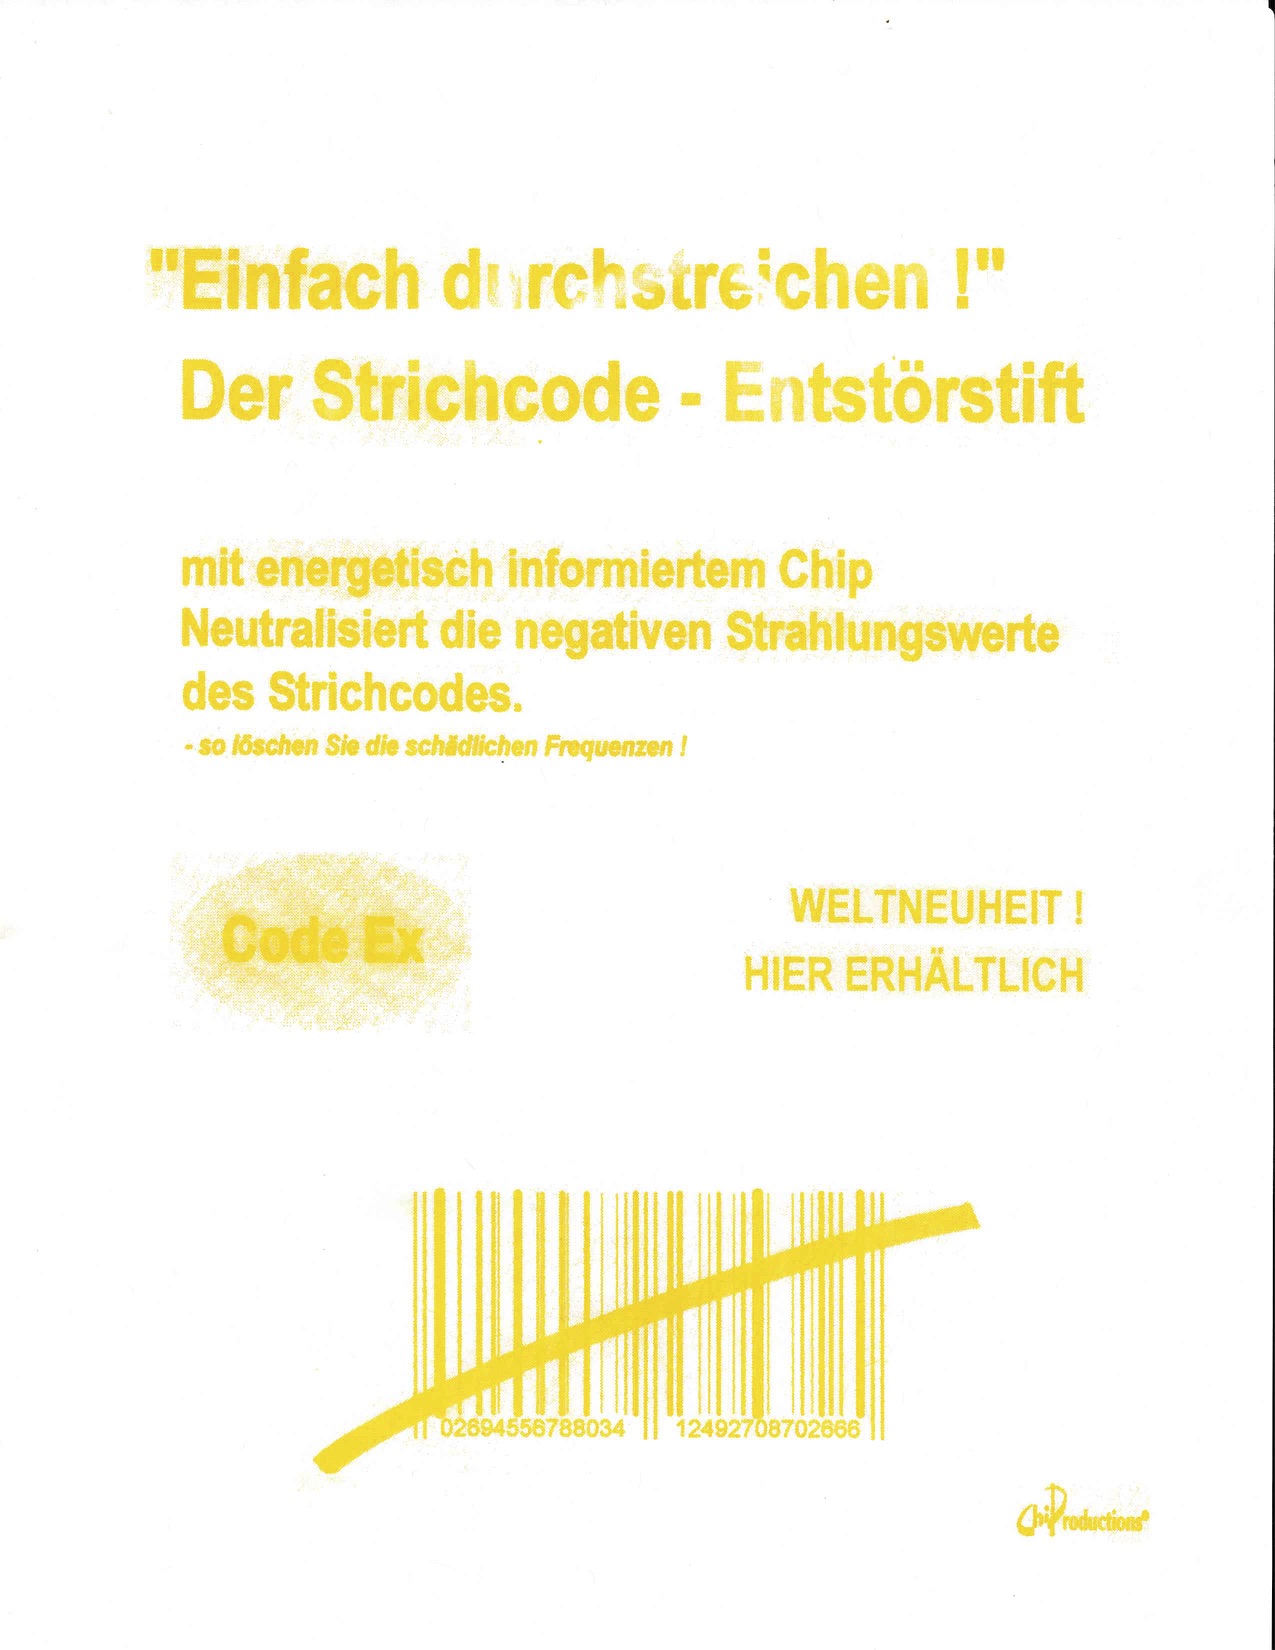 "Einfach durchstreichen !"
Der Strichcode - Entstörstift
mit energetisch informiertem Chip
Neutralisiert die negativen Strahlungswerte
des Strichcodes.
- so löschen Sie die schädlichen Frequenzen !
Code Ex
WELTNEUHEIT !
HIER ERHÄLTLICH
02694556788034 12492708702666
ChiProductions®